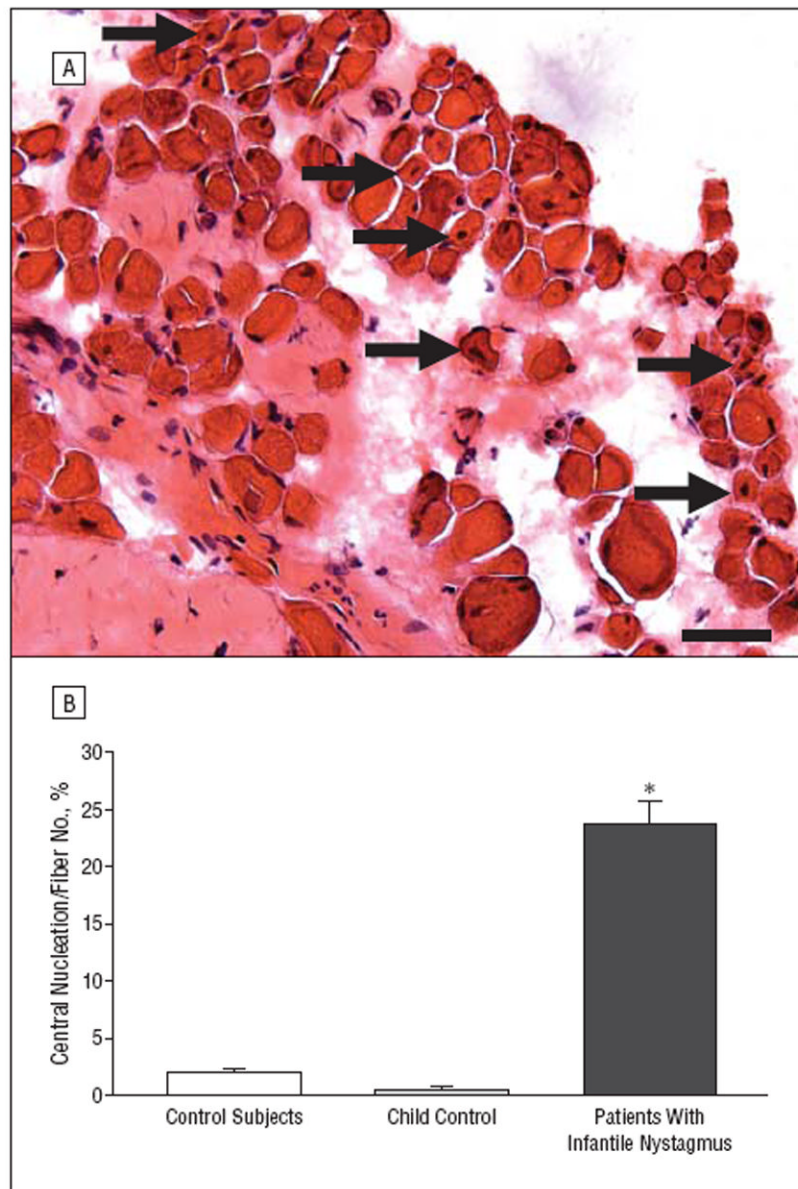 A
B
30
25
20
15
10
5
0
Central Nucleation/Fiber No., %
*
Control Subjects
Child Control
Patients With
Infantile Nystagmus